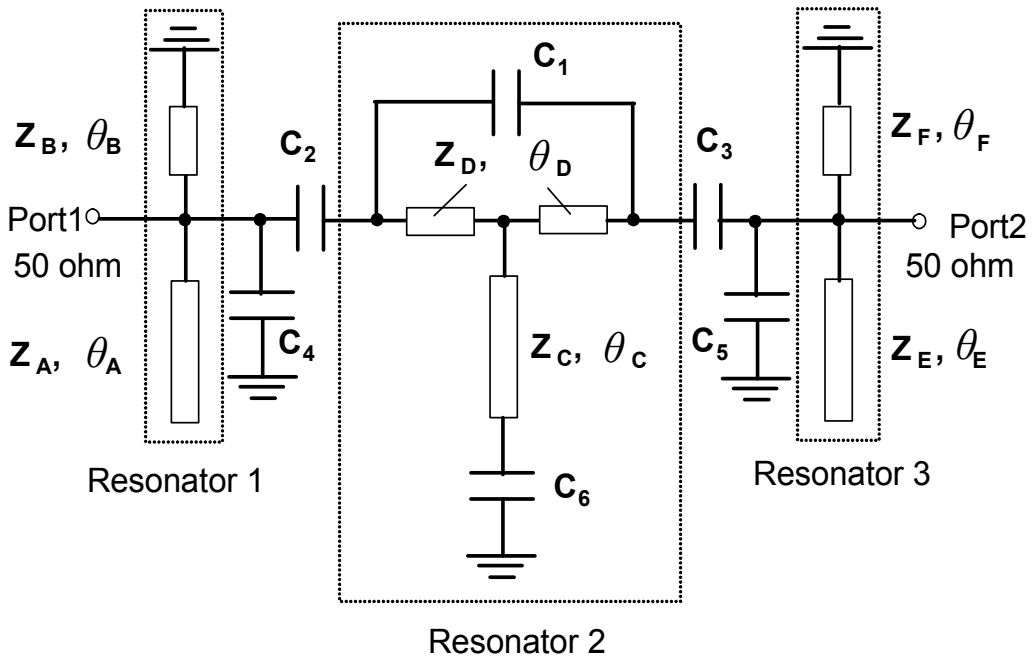 C1
ZB, θB
C2
ZD, θD
C3
ZF, θF
Port1
50 ohm
Port2
50 ohm
ZA, θA
C4
ZC, θC
C5
ZE, θE
Resonator 1
C6
Resonator 3
Resonator 2